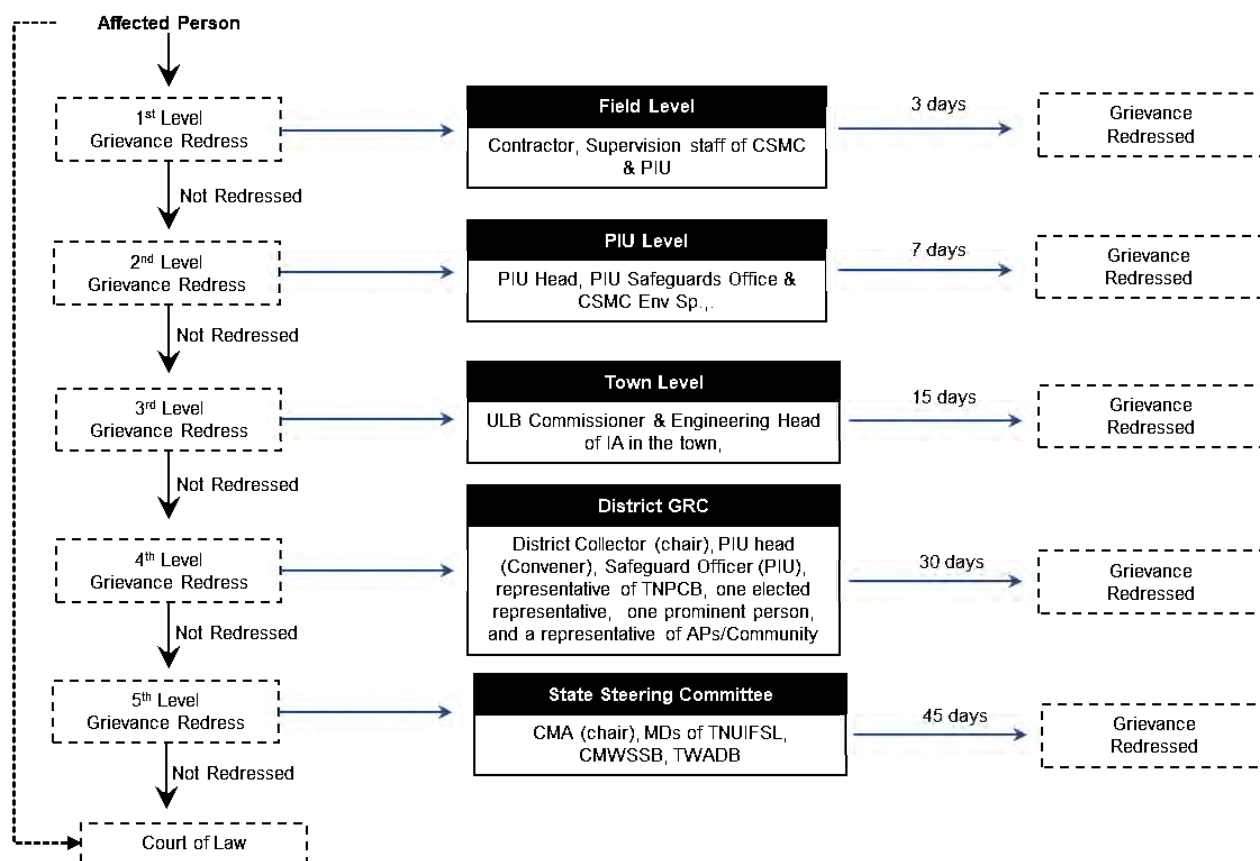 Affected Person
1st Level
Grievance Redress
Field Level
Contractor, Supervision staff of CSMC
& PIU
3 days
Grievance
Redressed
Not Redressed
2nd Level
Grievance Redress
PIU Level
PIU Head, PIU Safeguards Office &
CSMC Env Sp.,.
7 days
Grievance
Redressed
Not Redressed
3rd Level
Grievance Redress
Town Level
ULB Commissioner & Engineering Head
of IA in the town,
15 days
Grievance
Redressed
Not Redressed
4th Level
Grievance Redress
District GRC
District Collector (chair), PIU head
(Convener), Safeguard Officer (PIU),
representative of TNPCB, one elected
representative, one prominent person,
and a representative of APs/Community
30 days
Grievance
Redressed
Not Redressed
5th Level
Grievance Redress
State Steering Committee
CMA (chair), MDs of TNUIFSL,
CMWSSB, TWADB
45 days
Grievance
Redressed
Not Redressed
Court of Law